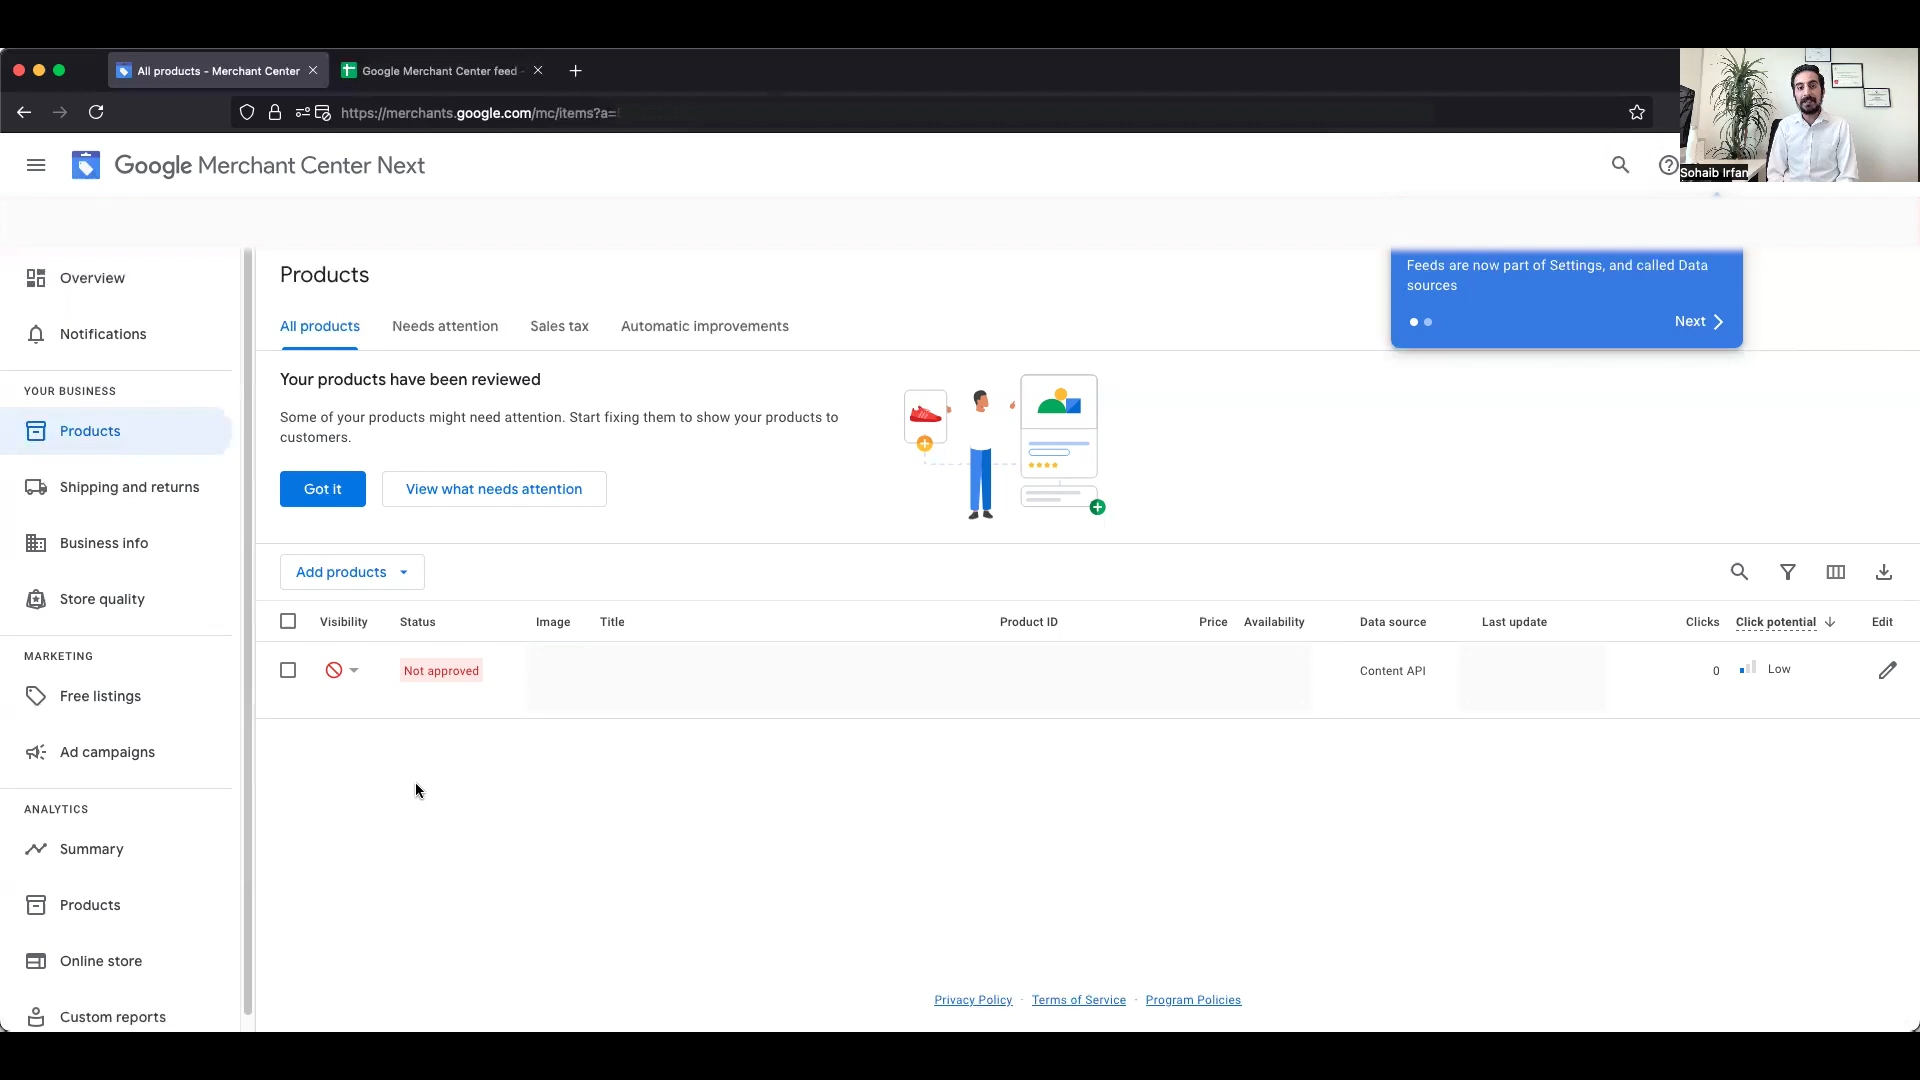 All products - Merchant Center
Google Merchant Center feed -
https://merchants.google.com/mc/items?a=
Sohaib Irfan
Google Merchant Center Next
Overview
Notifications
YOUR BUSINESS
Products
Shipping and returns
Business info
Store quality
MARKETING
Free listings
Ad campaigns
ANALYTICS
Summary
Products
Online store
Custom reports
Products
Feeds are now part of Settings, and called Data
sources
Next
All products Needs attention Sales tax Automatic improvements
Your products have been reviewed
Some of your products might need attention. Start fixing them to show your products to
customers.
Got it View what needs attention
Add products
Visibility Status Image Title Product ID Price Availability Data source Last update Clicks Click potential Edit
Not approved Content API 0 Low
Privacy Policy · Terms of Service · Program Policies